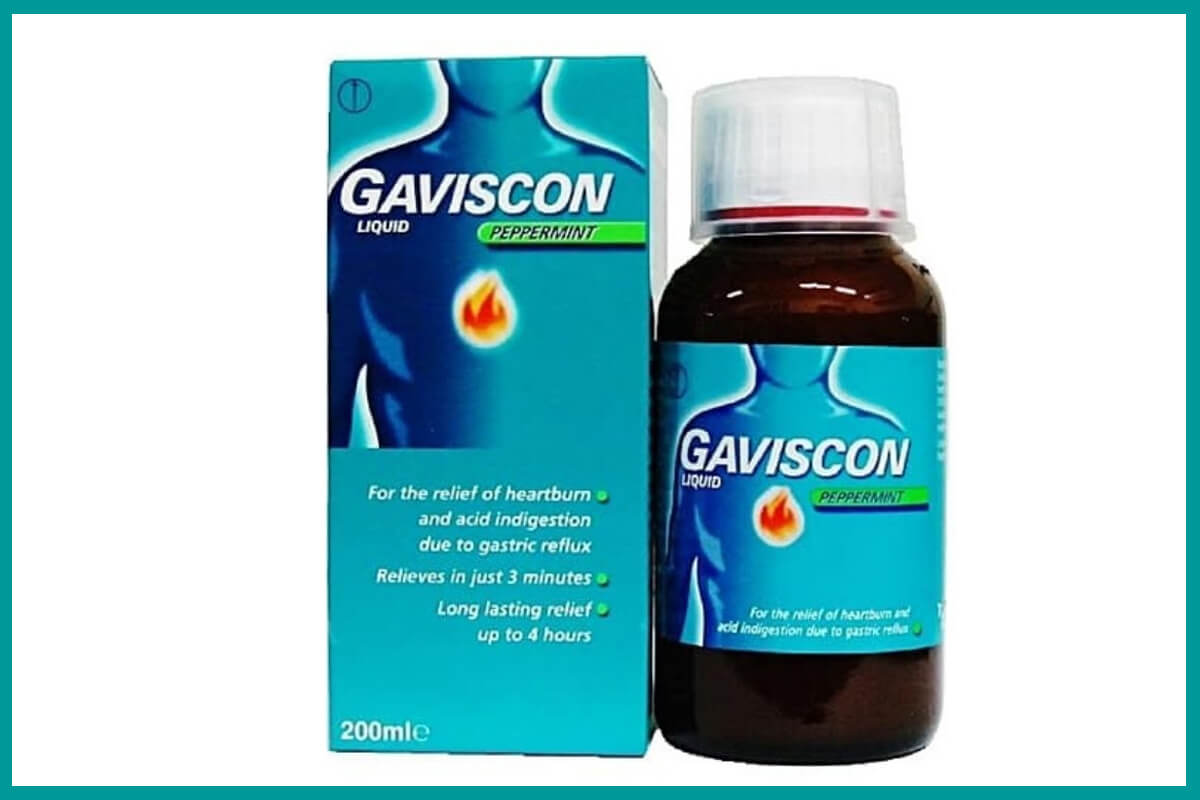 GAVISCON
LIQUID
PEPPERMINT
For the relief of heartburn
and acid indigestion
due to gastric reflux
Relieves in just 3 minutes
Long lasting relief
up to 4 hours
200ml℮
GAVISCON
LIQUID
PEPPERMINT
For the relief of heartburn and
acid indigestion due to gastric reflux